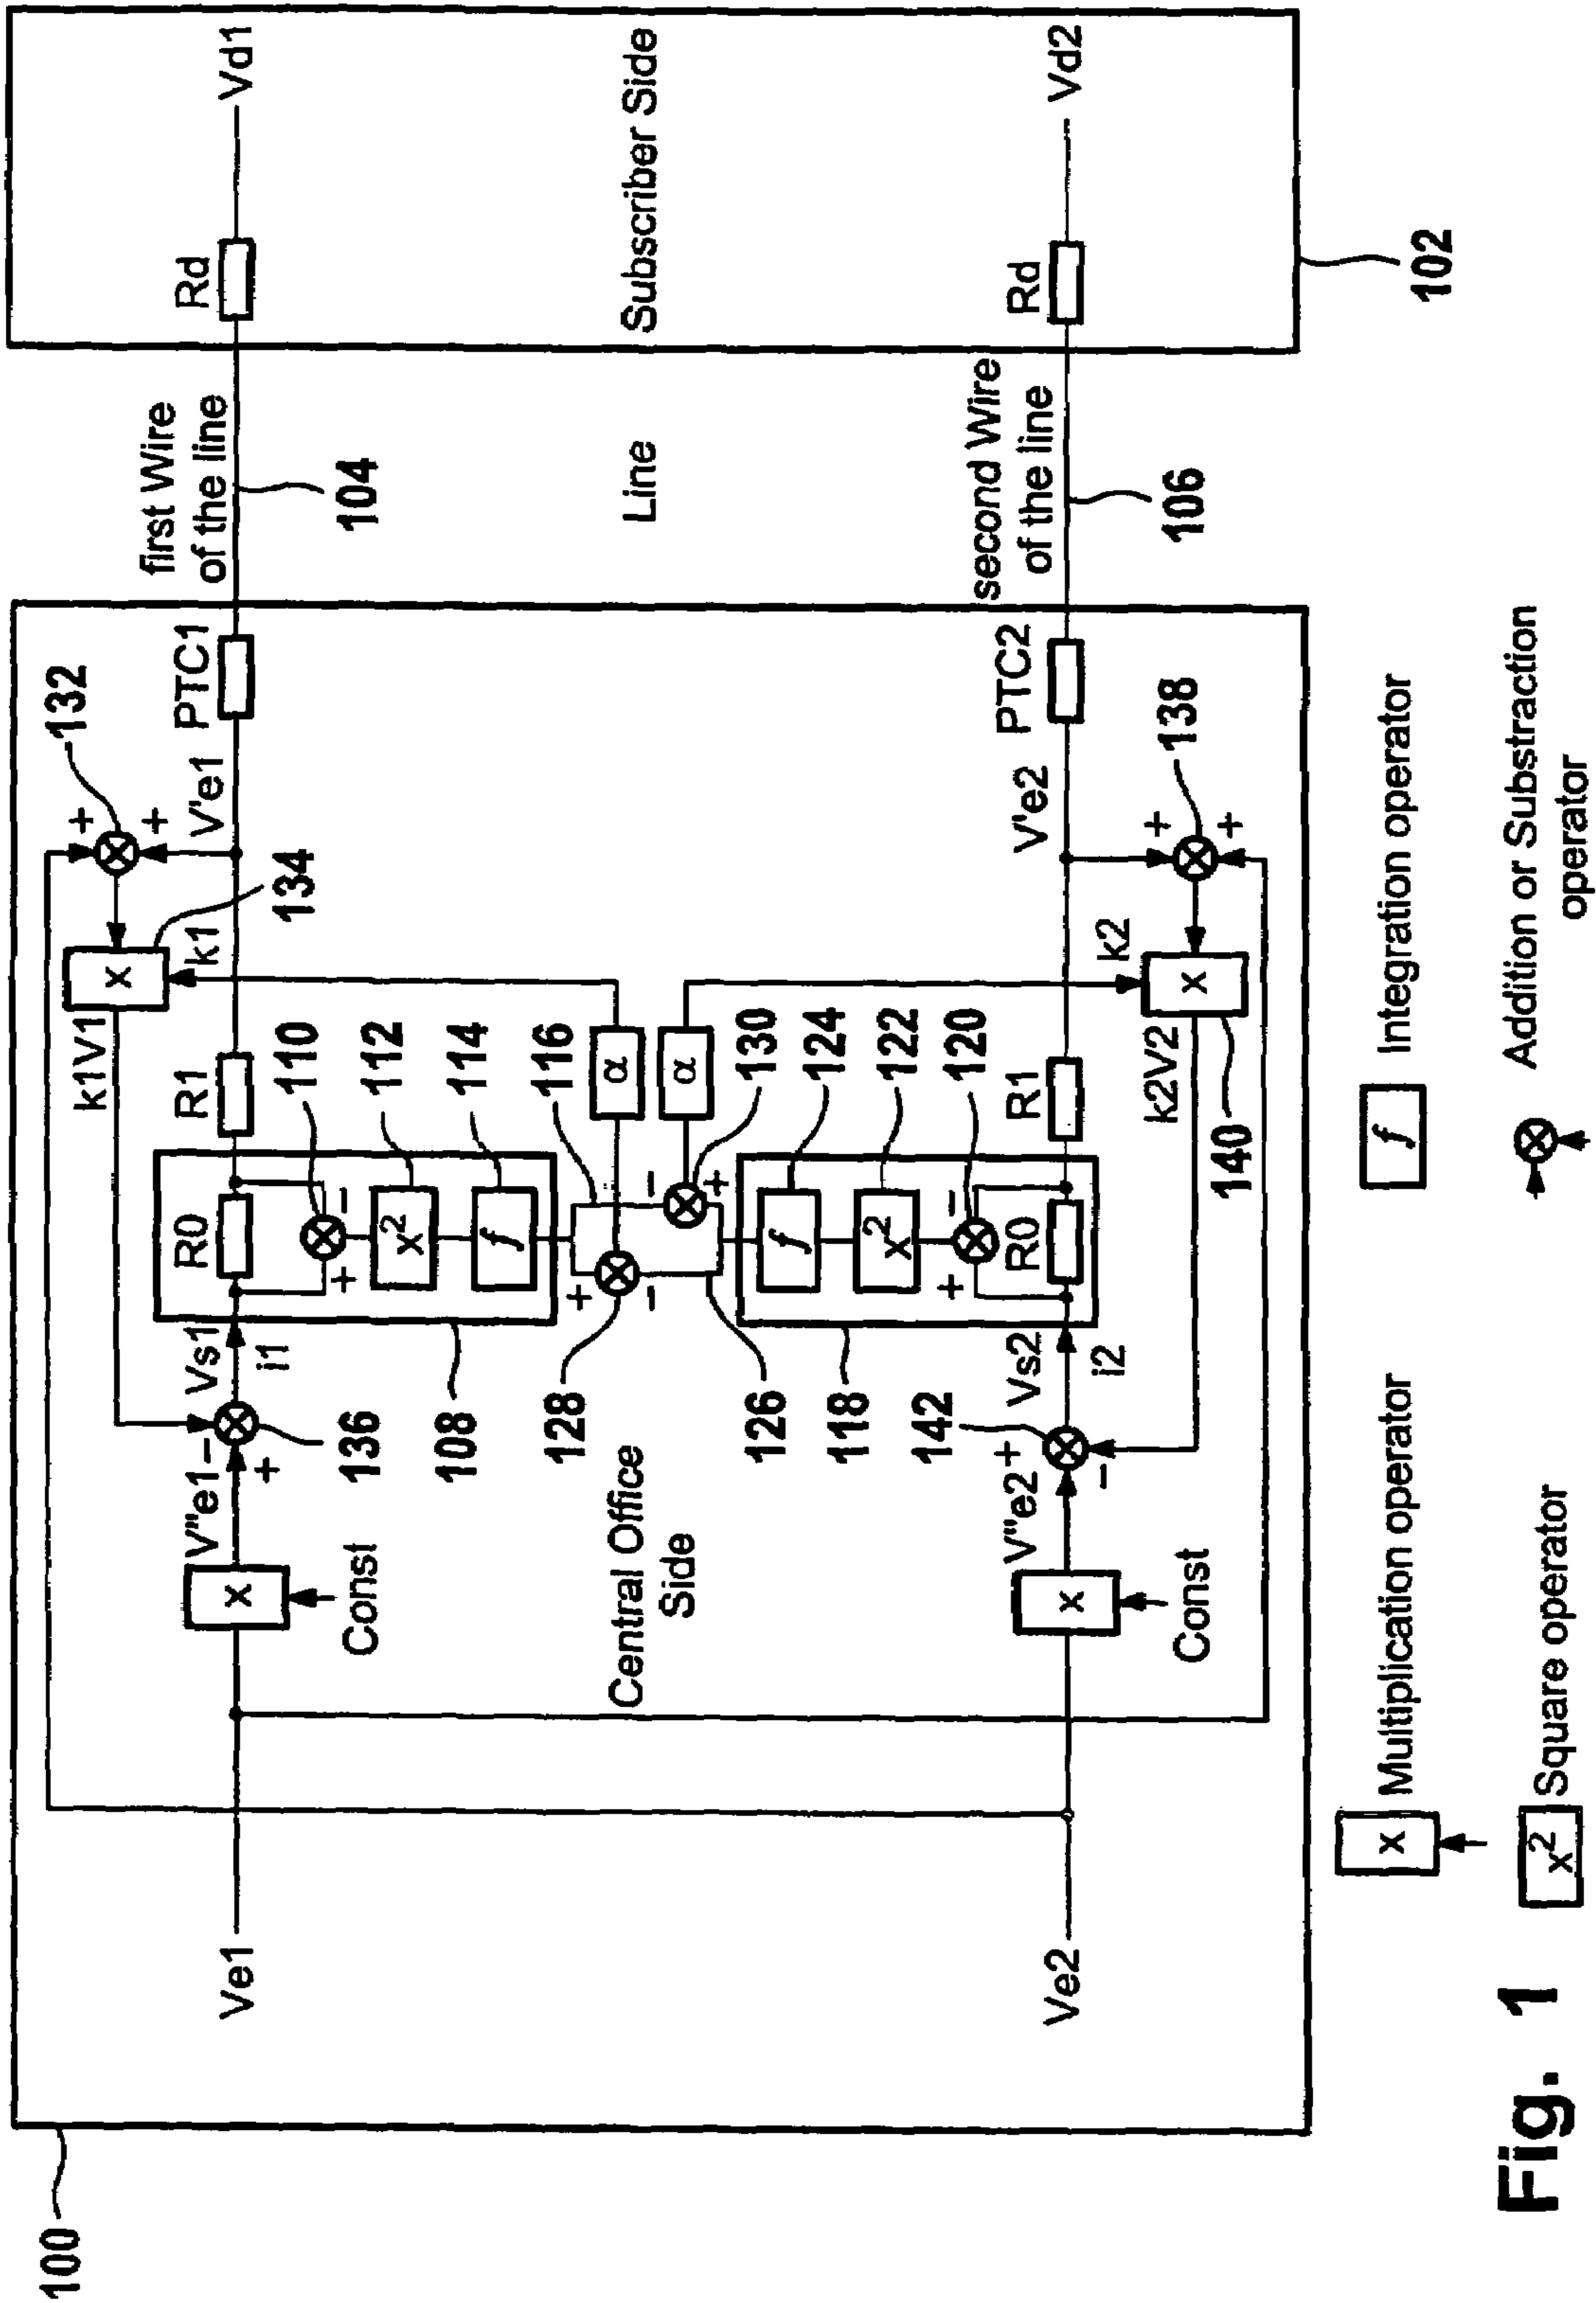 100
132
+
+
134
x
k1
k1V1
V'e1
PTC1
first Wire
of the line
104
Rd
Vd1
Ve1
x
Const
V"e1
−
+
136
Vs1
i1
R0
R1
+
−
110
x²
112
∫
114
108
116
α
α
128
+
−
−
+
130
126
Central Office
Side
Line
Subscriber Side
∫
124
x²
122
+
−
120
118
R0
R1
Ve2
x
Const
V"e2
+
−
142
Vs2
i2
k2
x
k2V2
140
V'e2
+
+
138
PTC2
second Wire
of the line
106
Rd
Vd2
102
x
Multiplication operator
∫
Integration operator
x²
Square operator
Addition or Substraction
operator
Fig. 1